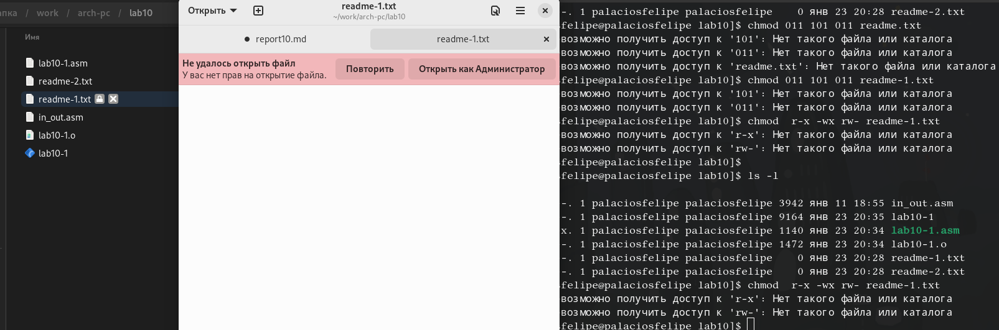 папка / work / arch-pc / lab10
Имя
lab10-1.asm
readme-2.txt
readme-1.txt
in_out.asm
lab10-1.o
lab10-1
Открыть
readme-1.txt
~/work/arch-pc/lab10
report10.md
readme-1.txt
Не удалось открыть файл
У вас нет прав на открытие файла.
Повторить
Открыть как Администратор
-. 1 palaciosfelipe palaciosfelipe 0 янв 23 20:28 readme-2.txt
sfelipe@palaciosfelipe lab10]$ chmod 011 101 011 readme.txt
возможно получить доступ к '101': Нет такого файла или каталога
возможно получить доступ к '011': Нет такого файла или каталога
возможно получить доступ к 'readme.txt': Нет такого файла или каталога
sfelipe@palaciosfelipe lab10]$ chmod 011 101 011 readme-1.txt
возможно получить доступ к '101': Нет такого файла или каталога
возможно получить доступ к '011': Нет такого файла или каталога
sfelipe@palaciosfelipe lab10]$ chmod  r-x -wx rw- readme-1.txt
возможно получить доступ к 'r-x': Нет такого файла или каталога
возможно получить доступ к 'rw-': Нет такого файла или каталога
sfelipe@palaciosfelipe lab10]$
sfelipe@palaciosfelipe lab10]$ ls -l
-. 1 palaciosfelipe palaciosfelipe 3942 янв 11 18:55 in_out.asm
-. 1 palaciosfelipe palaciosfelipe 9164 янв 23 20:35 lab10-1
x. 1 palaciosfelipe palaciosfelipe 1140 янв 23 20:34 lab10-1.asm
-. 1 palaciosfelipe palaciosfelipe 1472 янв 23 20:34 lab10-1.o
-. 1 palaciosfelipe palaciosfelipe 0 янв 23 20:28 readme-1.txt
-. 1 palaciosfelipe palaciosfelipe 0 янв 23 20:28 readme-2.txt
sfelipe@palaciosfelipe lab10]$ chmod  r-x -wx rw- readme-1.txt
возможно получить доступ к 'r-x': Нет такого файла или каталога
возможно получить доступ к 'rw-': Нет такого файла или каталога
sfelipe@palaciosfelipe lab10]$